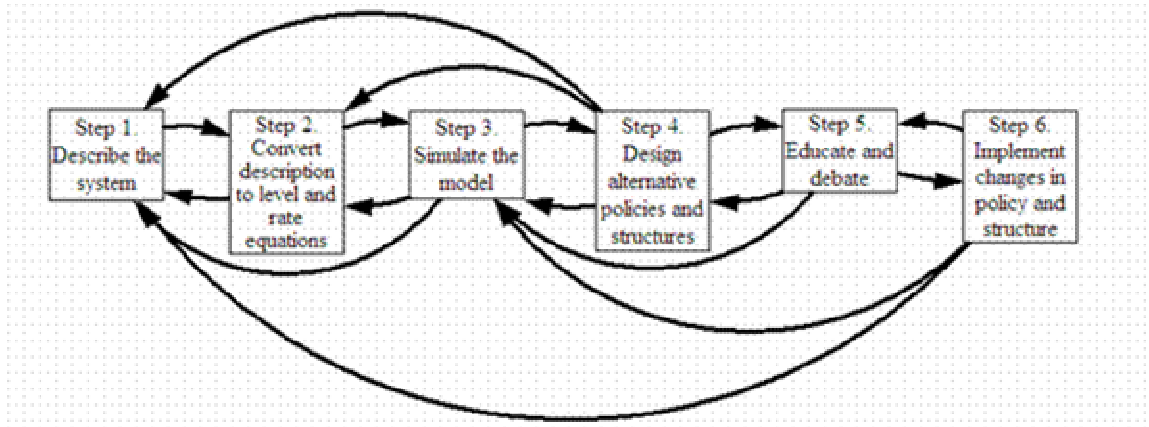 Step 1.
Describe the
system
Step 2.
Convert
description
to level and
rate
equations
Step 3.
Simulate the
model
Step 4.
Design
alternative
policies and
structures
Step 5.
Educate and
debate
Step 6.
Implement
changes in
policy and
structure